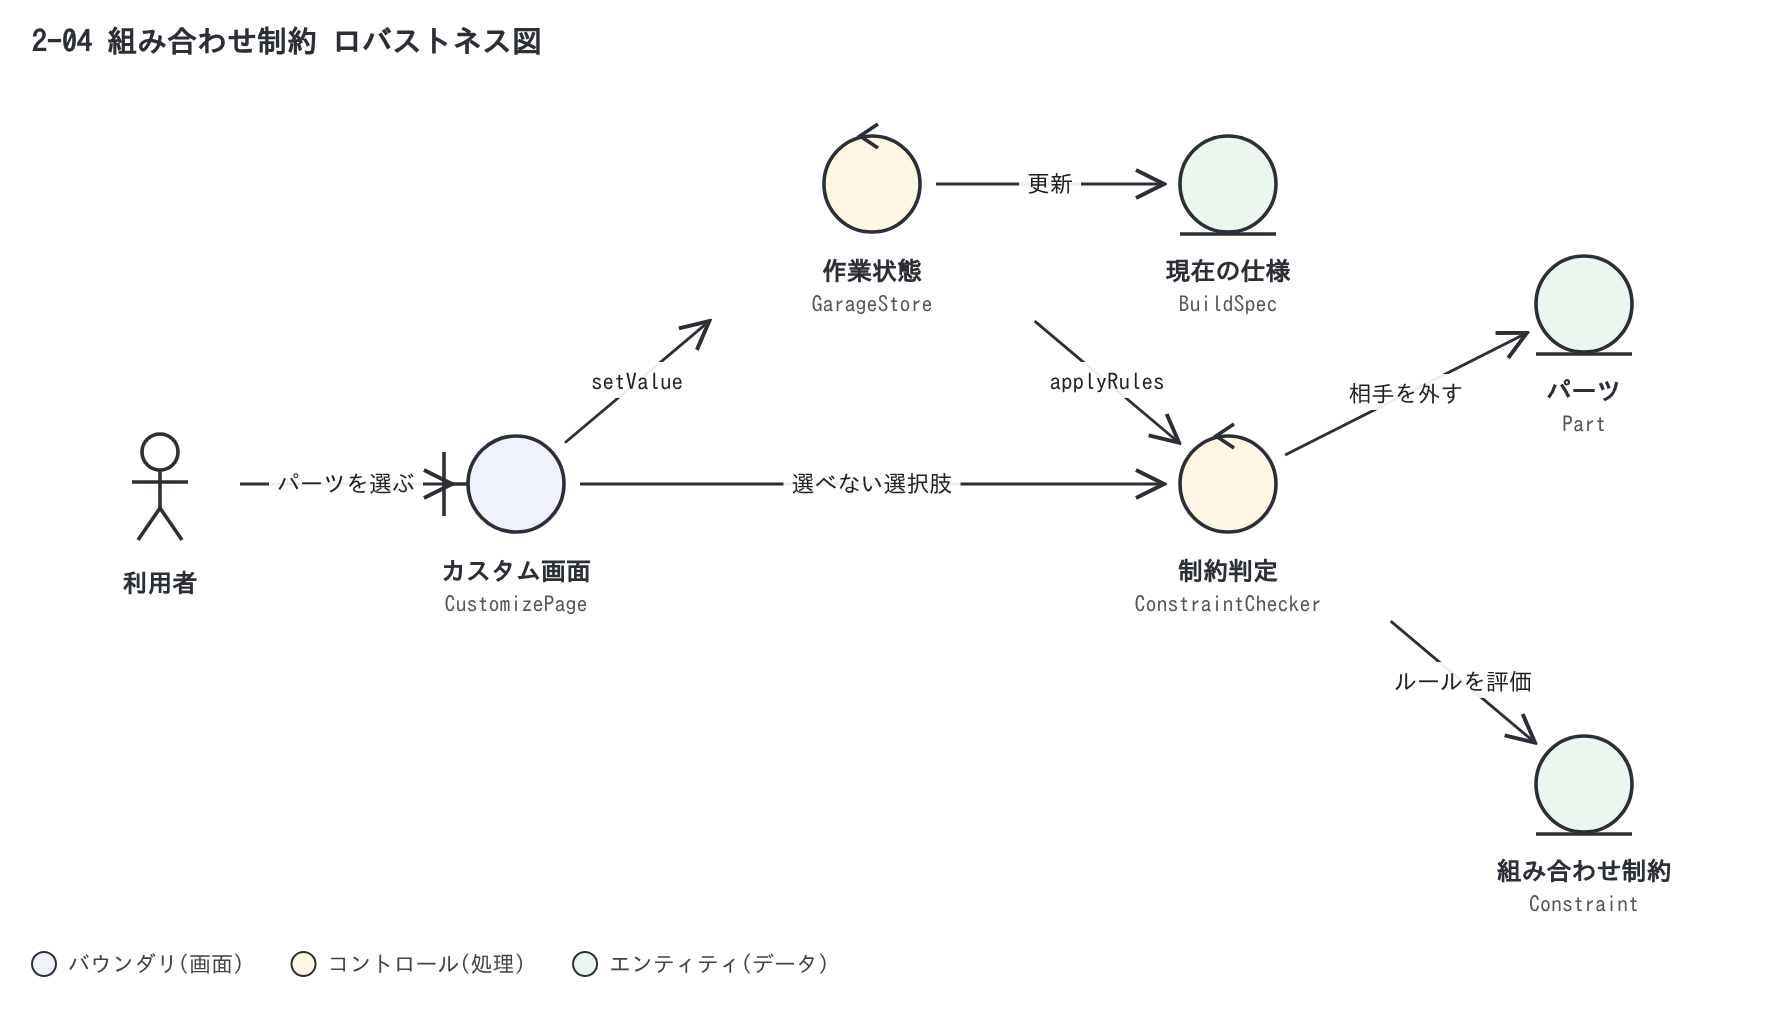 2-04 組み合わせ制約 ロバストネス図
更新
作業状態
GarageStore
現在の仕様
BuildSpec
setValue
applyRules
相手を外す
パーツ
Part
パーツを選ぶ
選べない選択肢
利用者
カスタム画面
CustomizePage
制約判定
ConstraintChecker
ルールを評価
組み合わせ制約
Constraint
バウンダリ(画面)
コントロール(処理)
エンティティ(データ)